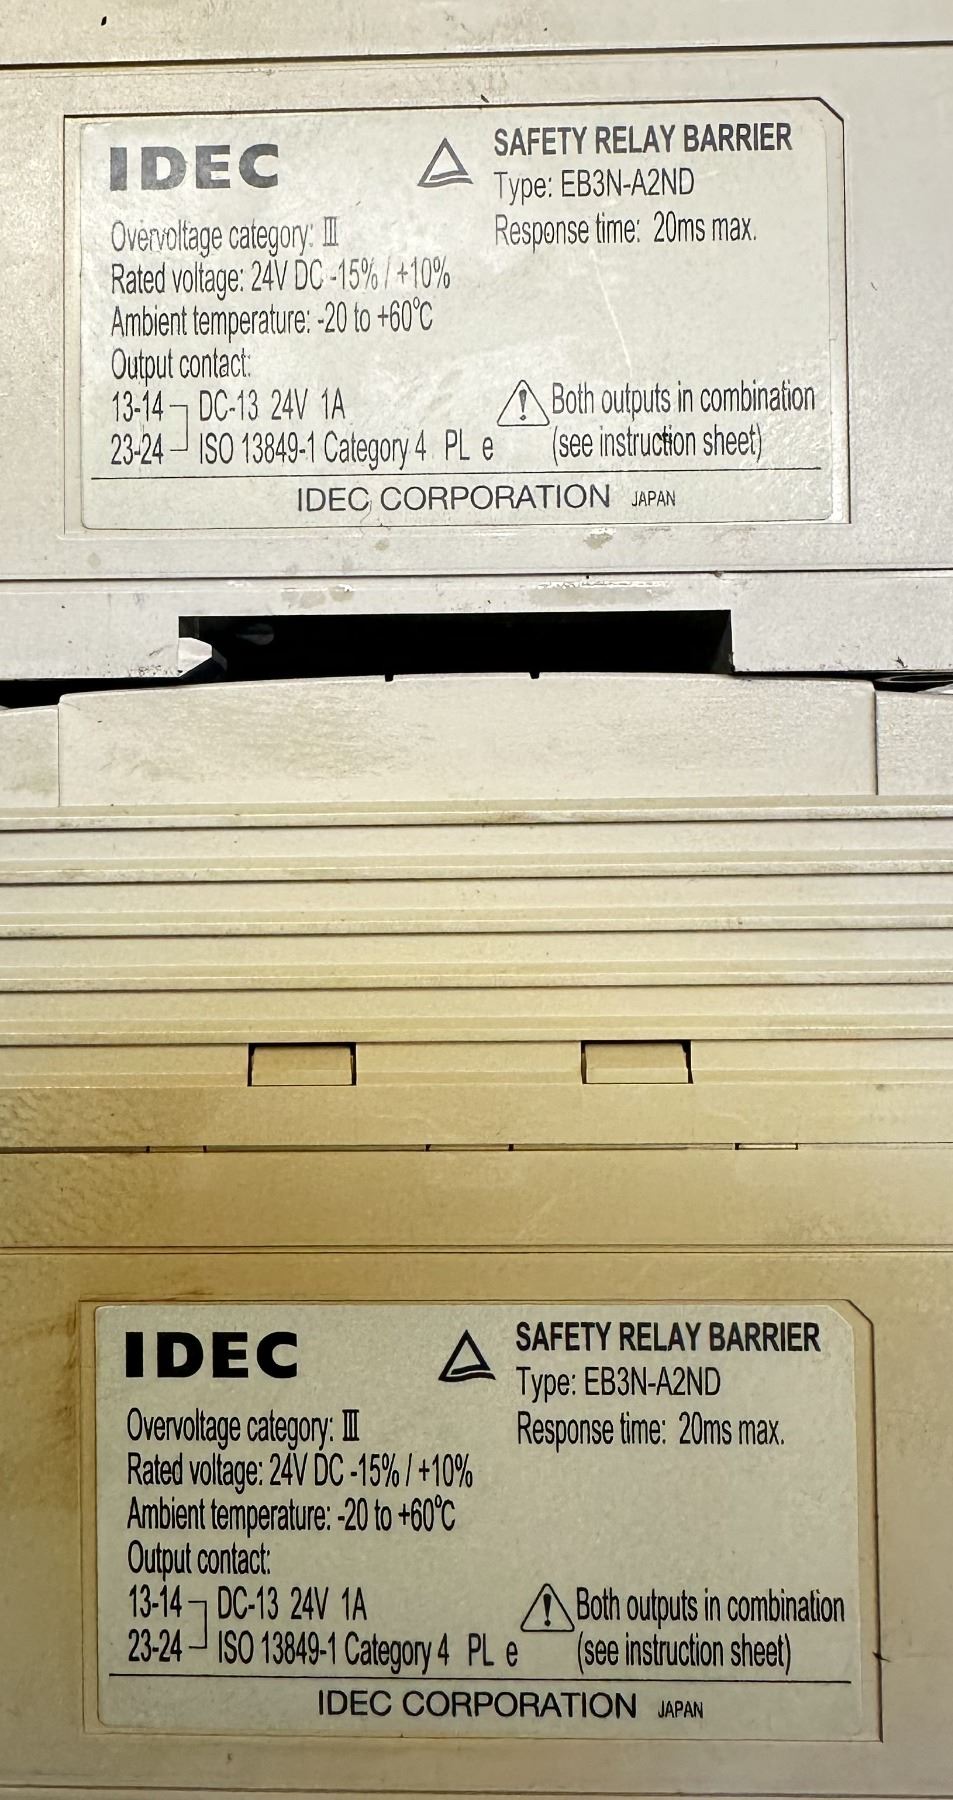 IDEC
SAFETY RELAY BARRIER
Type: EB3N-A2ND
Response time: 20ms max.
Overvoltage category: Ⅲ
Rated voltage: 24V DC -15% / +10%
Ambient temperature: -20 to +60°C
Output contact:
13-14 DC-13 24V 1A
23-24 ISO 13849-1 Category 4 PL e
Both outputs in combination
(see instruction sheet)
IDEC CORPORATION JAPAN
IDEC
SAFETY RELAY BARRIER
Type: EB3N-A2ND
Response time: 20ms max.
Overvoltage category: Ⅲ
Rated voltage: 24V DC -15% / +10%
Ambient temperature: -20 to +60°C
Output contact:
13-14 DC-13 24V 1A
23-24 ISO 13849-1 Category 4 PL e
Both outputs in combination
(see instruction sheet)
IDEC CORPORATION JAPAN